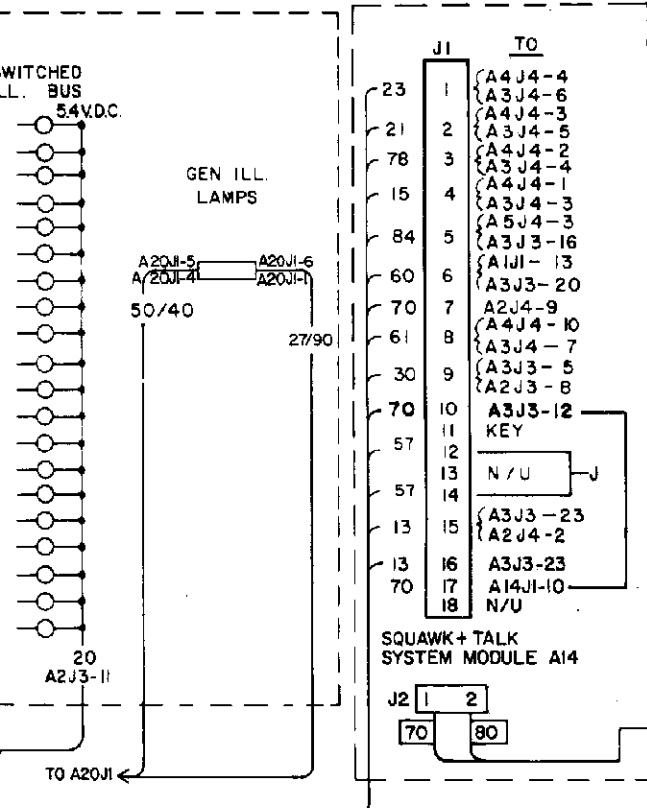 SWITCHED
LL. BUS
5.4 V.D.C.
GEN ILL.
LAMPS
A20J1-5 A20J1-6
A20J1-4 A20J1-1
50/40
27/90
20
A2J3-11
TO A20J1
J1 TO
23 1 A4J4-4
A3J4-6
21 2 A4J4-3
A3J4-5
78 3 A4J4-2
A3J4-4
15 4 A4J4-1
A3J4-3
84 5 A5J4-3
A3J3-16
60 6 A1J1-13
A3J3-20
70 7 A2J4-9
61 8 A4J4-10
A3J4-7
30 9 A3J3-5
A2J3-8
70 10 A3J3-12
11 KEY
57 12
13 N/U J
57 14
13 15 A3J3-23
A2J4-2
13 16 A3J3-23
70 17 A14J1-10
18 N/U
SQUAWK+TALK
SYSTEM MODULE A14
J2 1 2
70 80